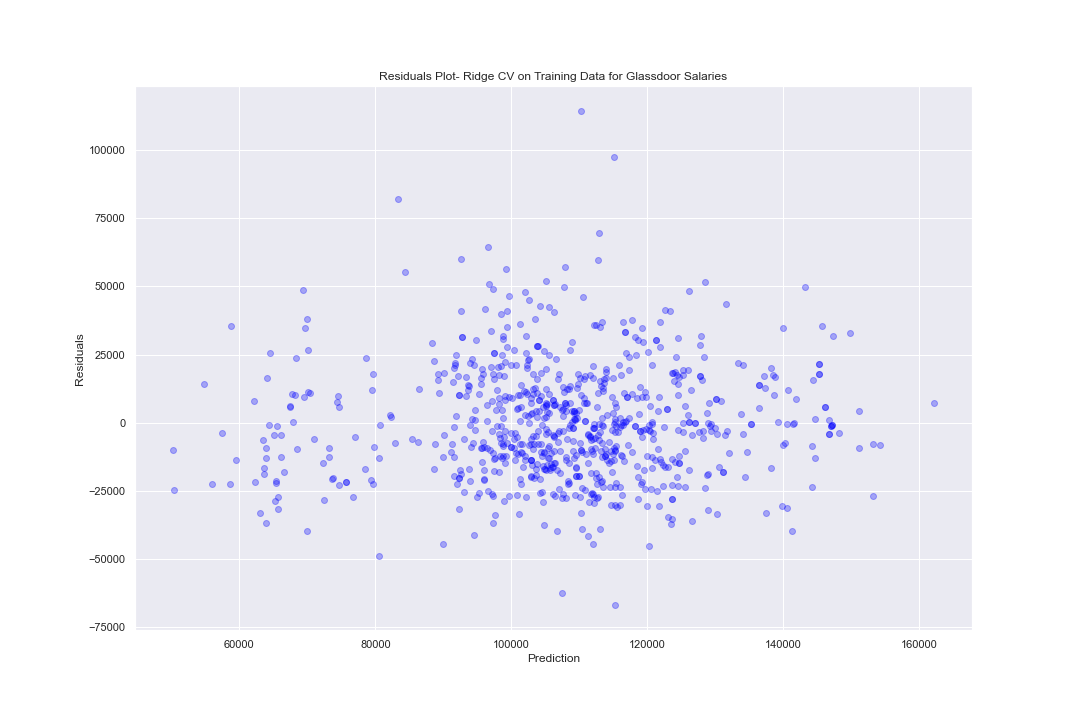 Residuals Plot- Ridge CV on Training Data for Glassdoor Salaries
100000
75000
50000
25000
0
−25000
−50000
−75000
Residuals
60000 80000 100000 120000 140000 160000
Prediction